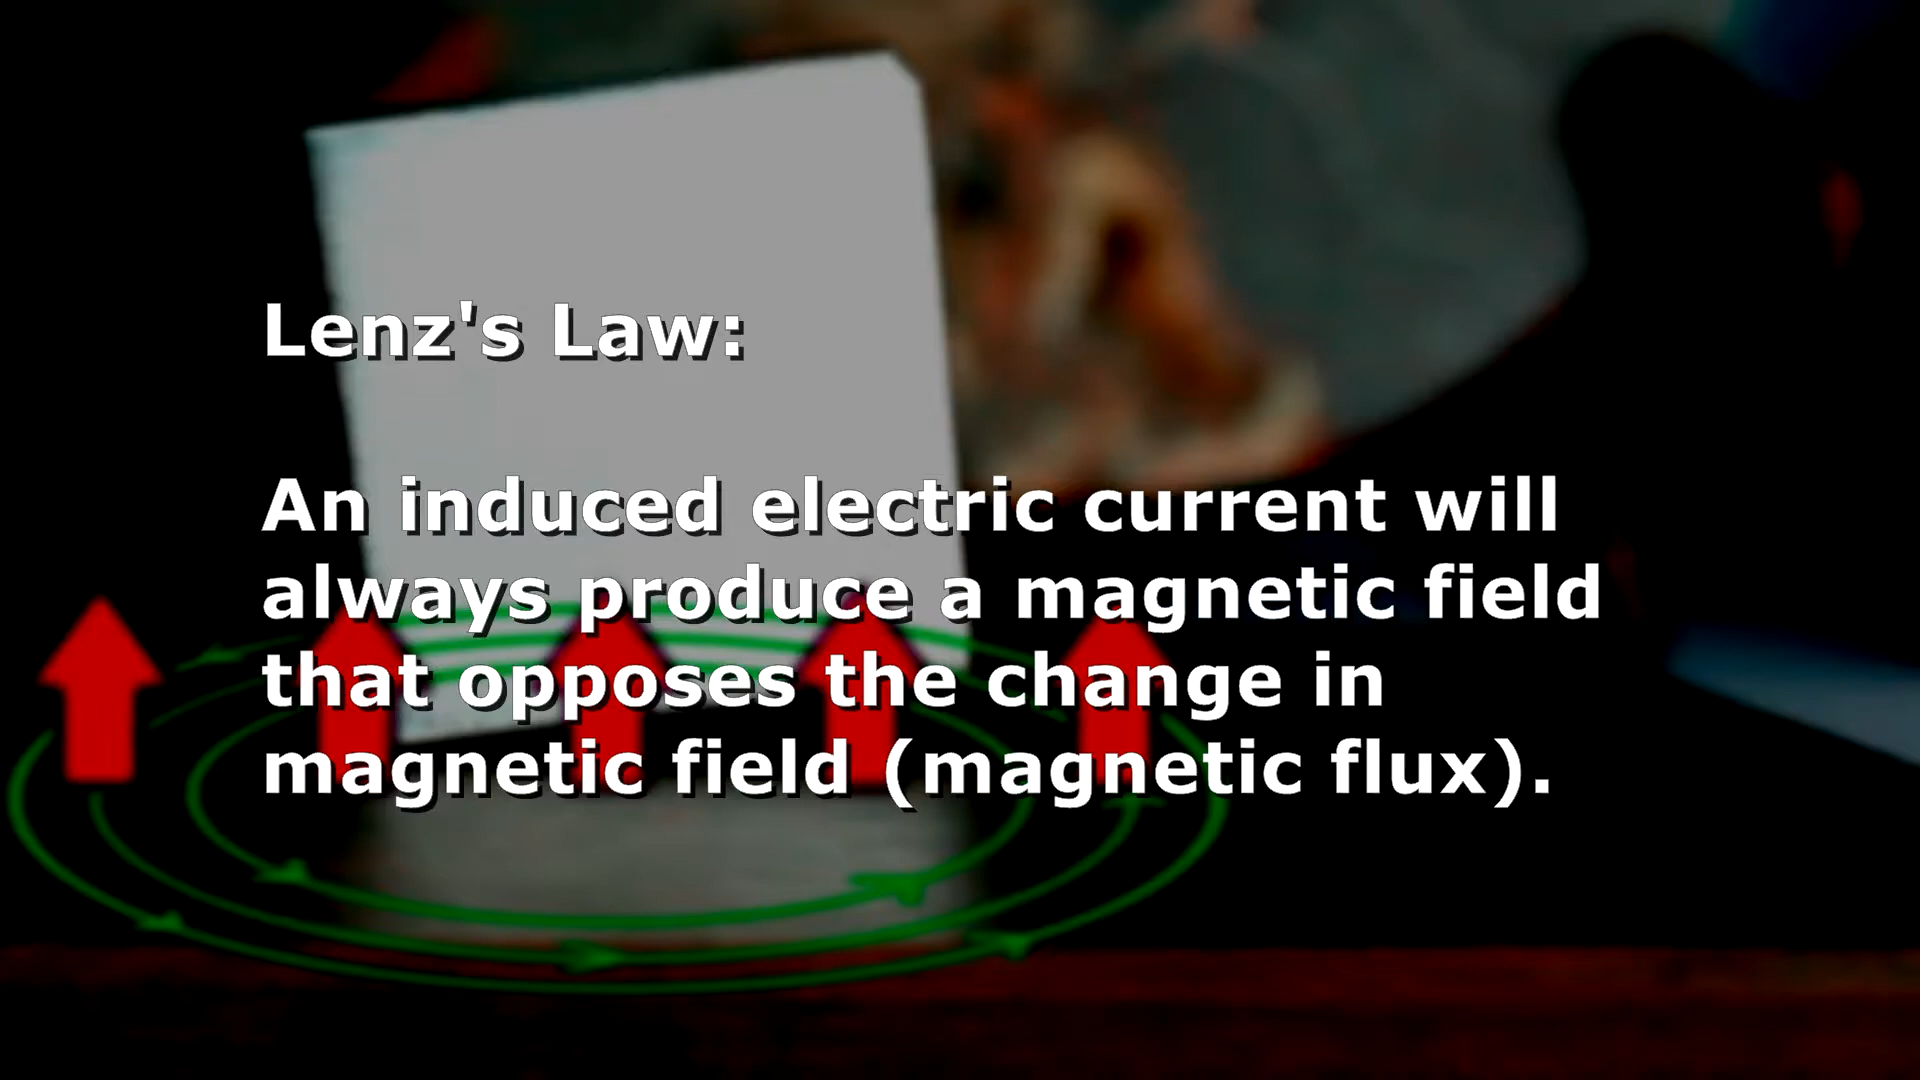 Lenz's Law:
An induced electric current will
always produce a magnetic field
that opposes the change in
magnetic field (magnetic flux).